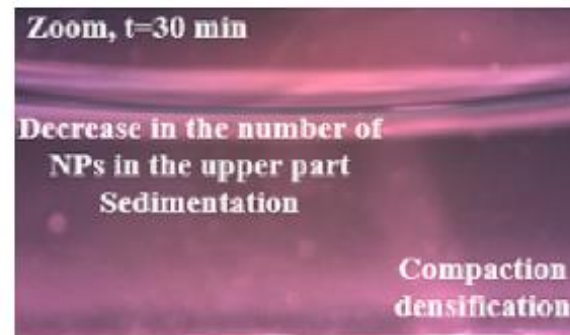 Zoom, t=30 min
Decrease in the number of
NPs in the upper part
Sedimentation
Compaction
densification